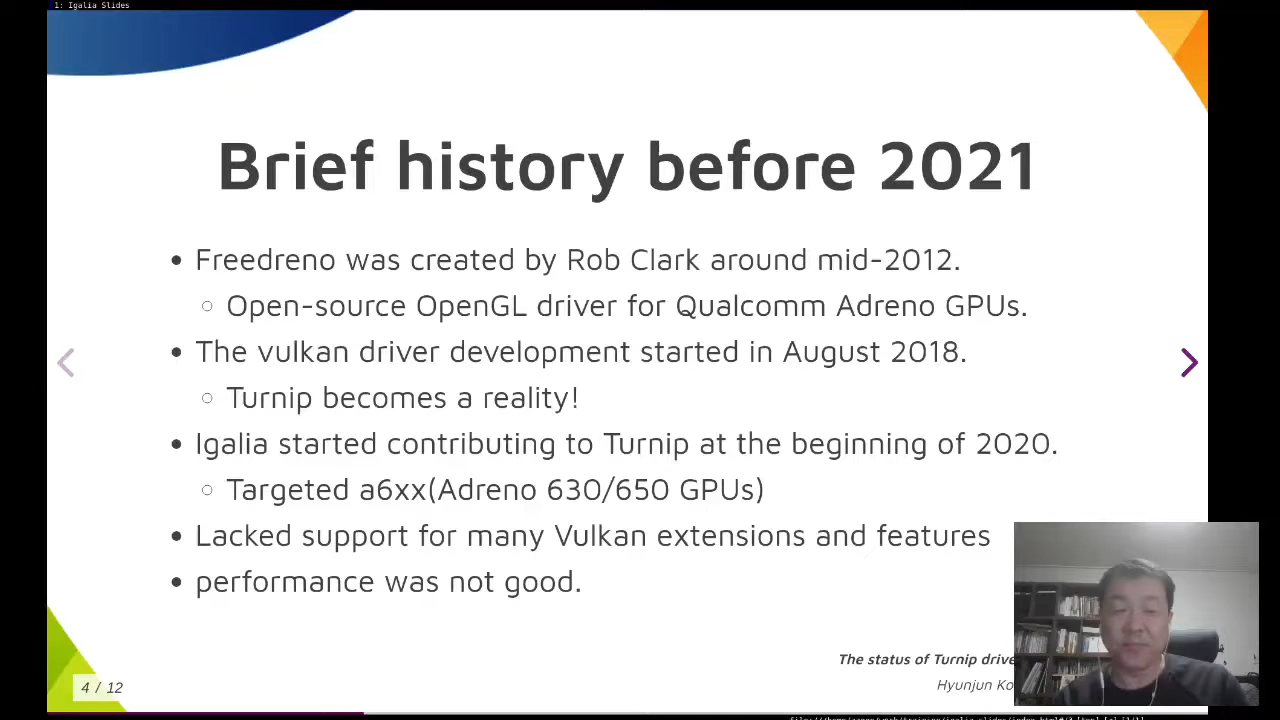 1: Igalia Slides
Brief history before 2021
Freedreno was created by Rob Clark around mid-2012.
Open-source OpenGL driver for Qualcomm Adreno GPUs.
The vulkan driver development started in August 2018.
Turnip becomes a reality!
Igalia started contributing to Turnip at the beginning of 2020.
Targeted a6xx(Adreno 630/650 GPUs)
Lacked support for many Vulkan extensions and features
performance was not good.
The status of Turnip drive
Hyunjun Ko
4 / 12